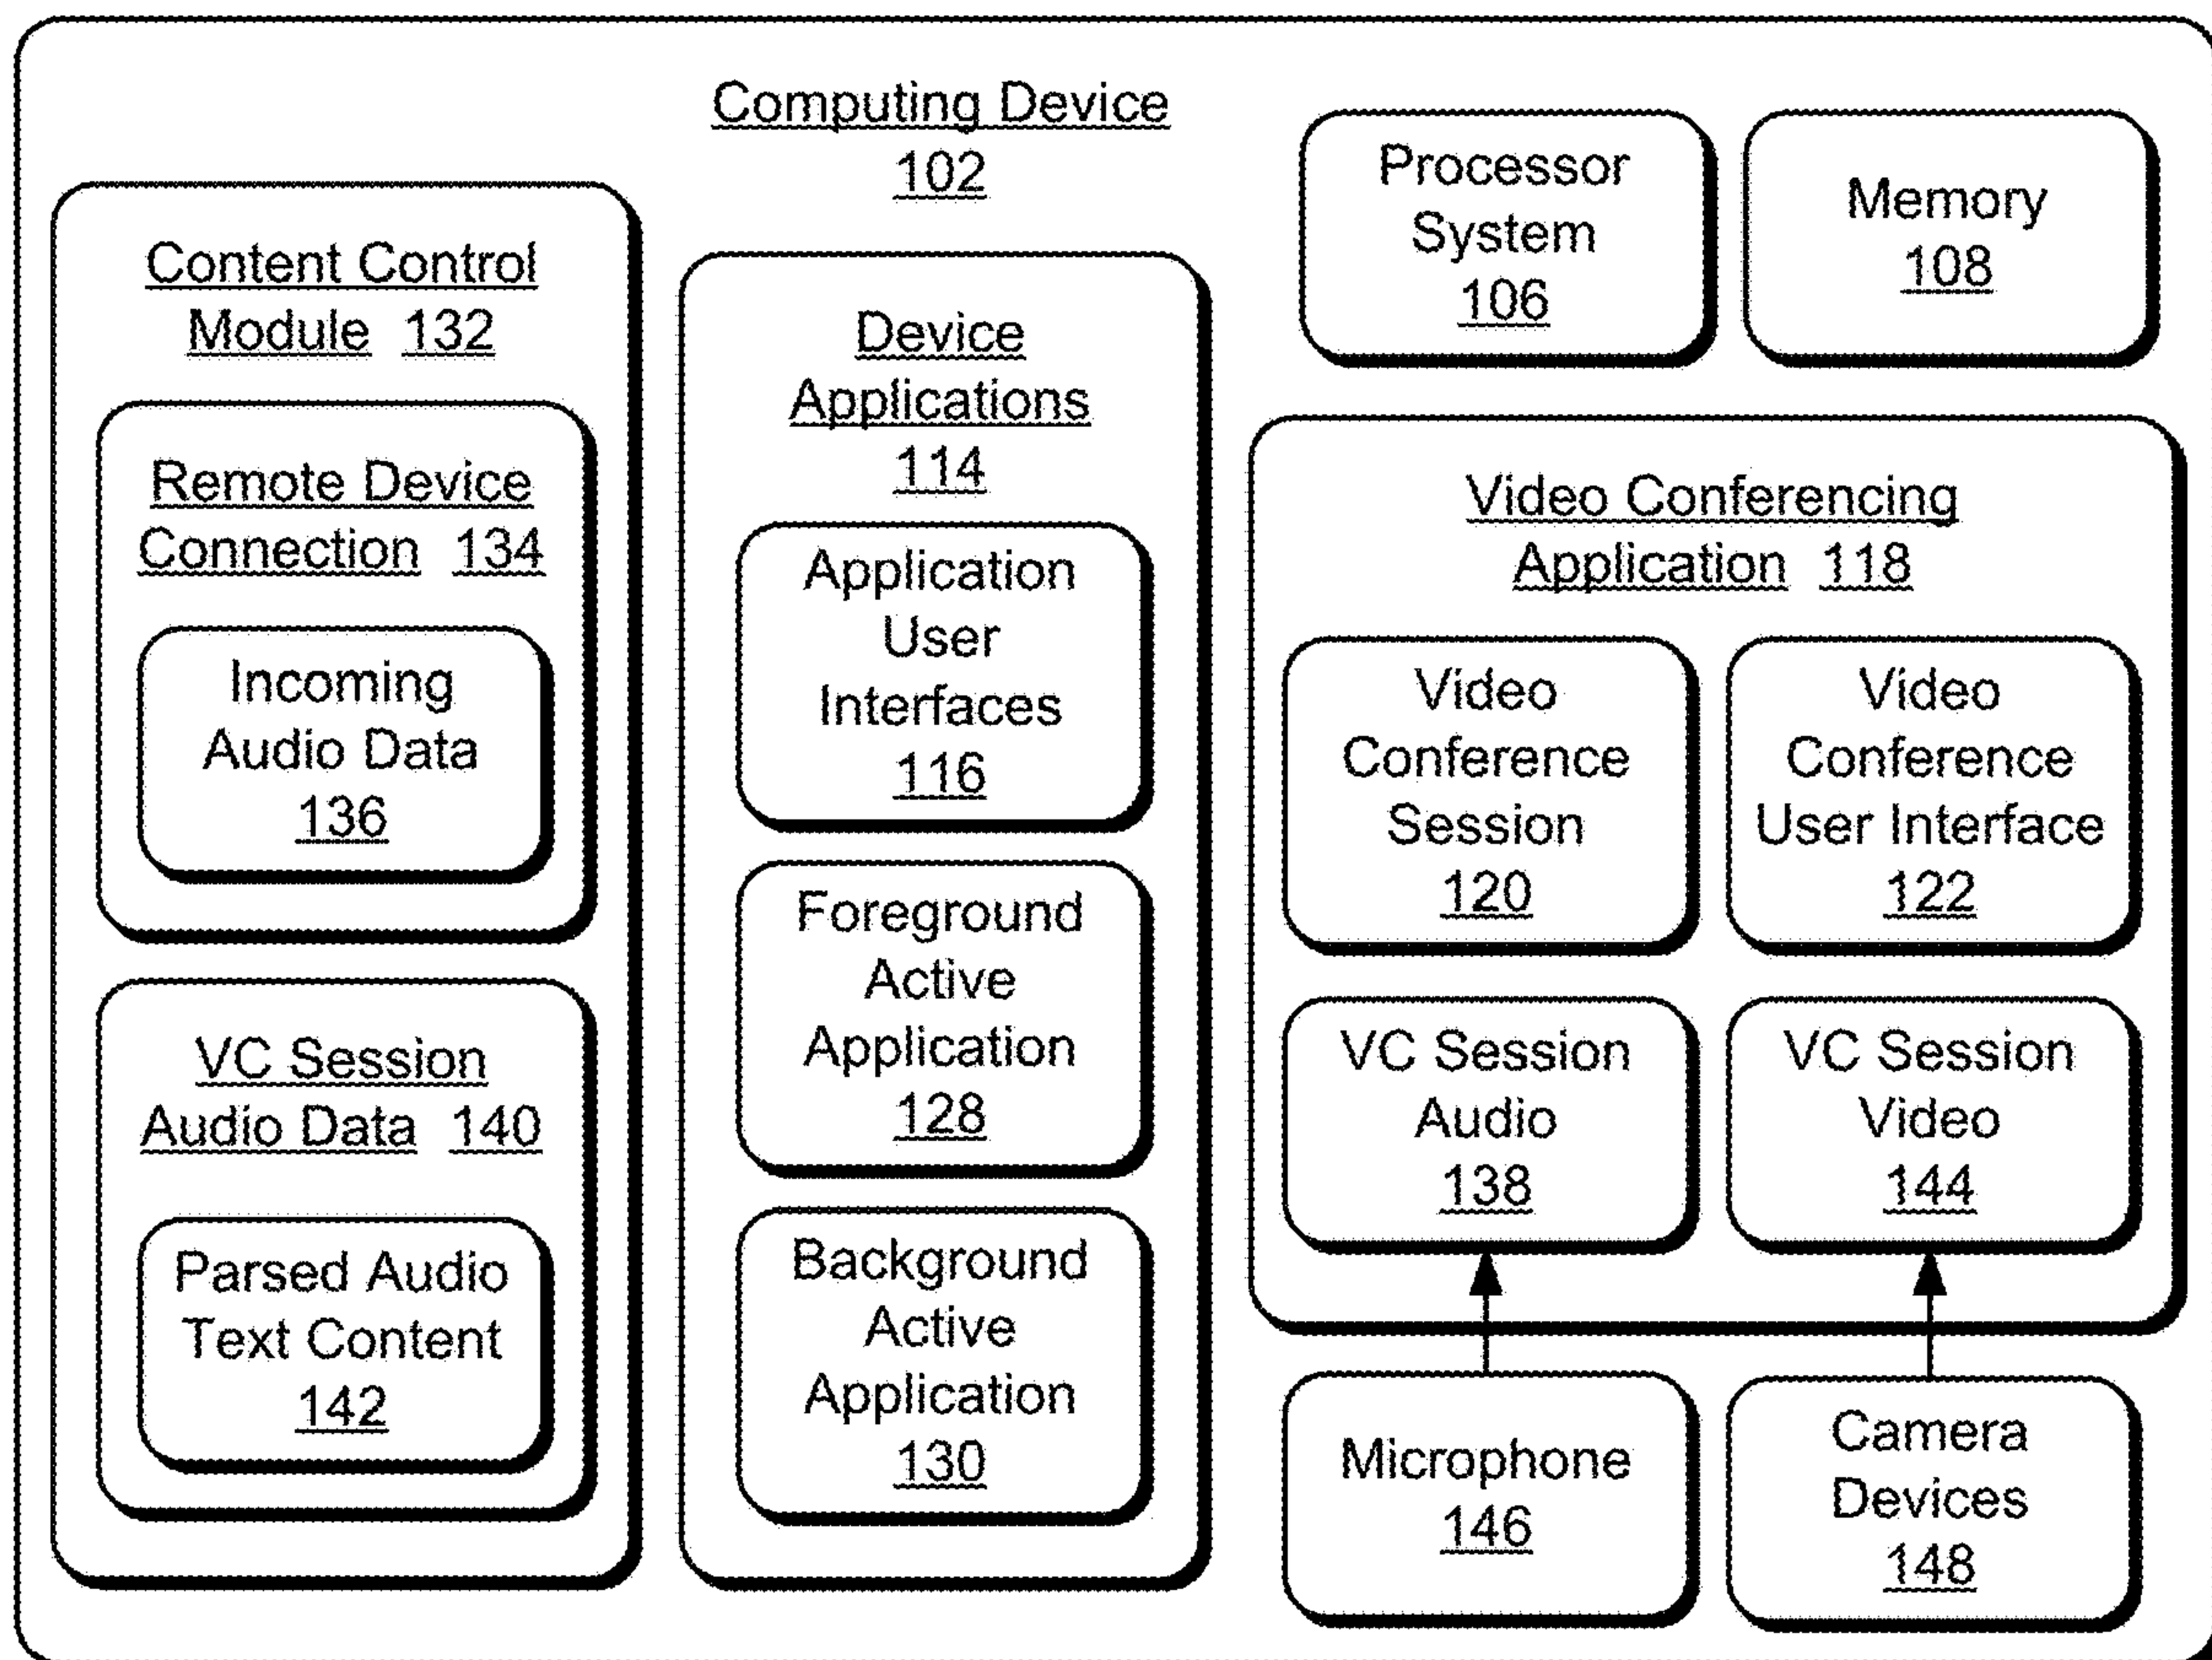 Computing Device
102
Content Control
Module 132
Remote Device
Connection 134
Incoming
Audio Data
136
VC Session
Audio Data 140
Parsed Audio
Text Content
142
Device
Applications
114
Application
User
Interfaces
116
Foreground
Active
Application
128
Background
Active
Application
130
Processor
System
106
Memory
108
Video Conferencing
Application 118
Video
Conference
Session
120
Video
Conference
User Interface
122
VC Session
Audio
138
VC Session
Video
144
Microphone
146
Camera
Devices
148